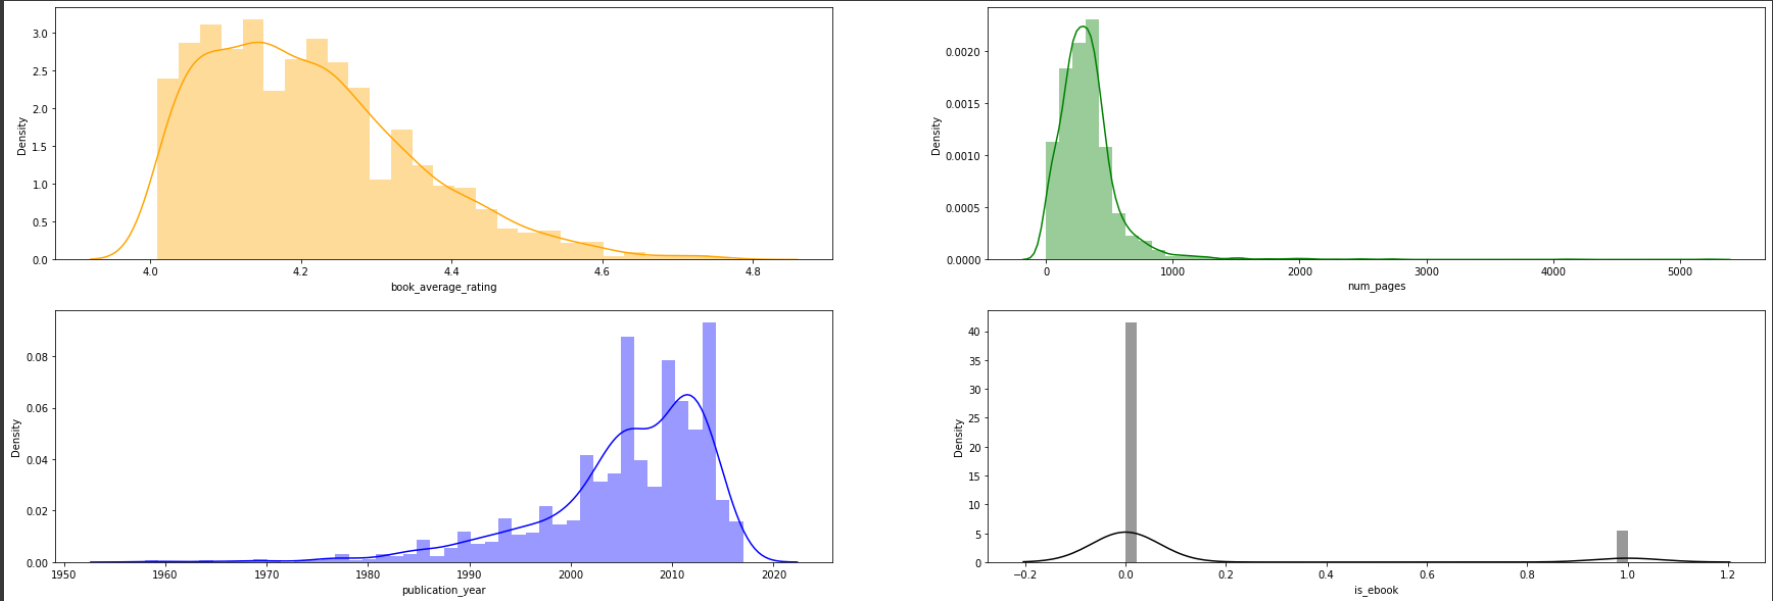 3.0
2.5
2.0
1.5
1.0
0.5
0.0
Density
4.0 4.2 4.4 4.6 4.8
book_average_rating
0.0020
0.0015
0.0010
0.0005
0.0000
Density
0 1000 2000 3000 4000 5000
num_pages
0.08
0.06
0.04
0.02
0.00
Density
1950 1960 1970 1980 1990 2000 2010 2020
publication_year
40
35
30
25
20
15
10
5
0
Density
−0.2 0.0 0.2 0.4 0.6 0.8 1.0 1.2
is_ebook